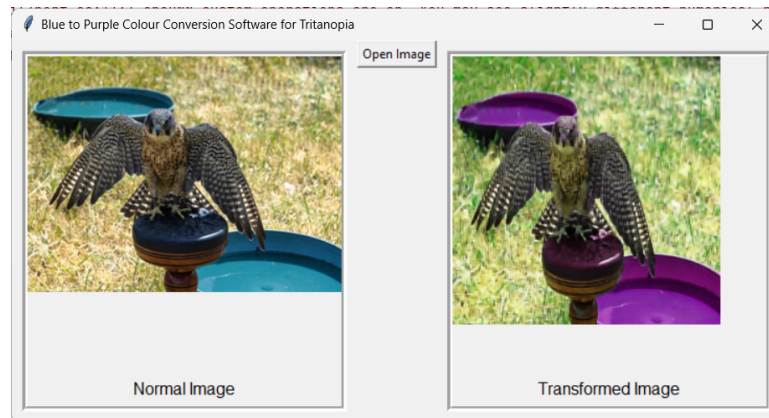 Blue to Purple Colour Conversion Software for Tritanopia
Open Image
Normal Image
Transformed Image